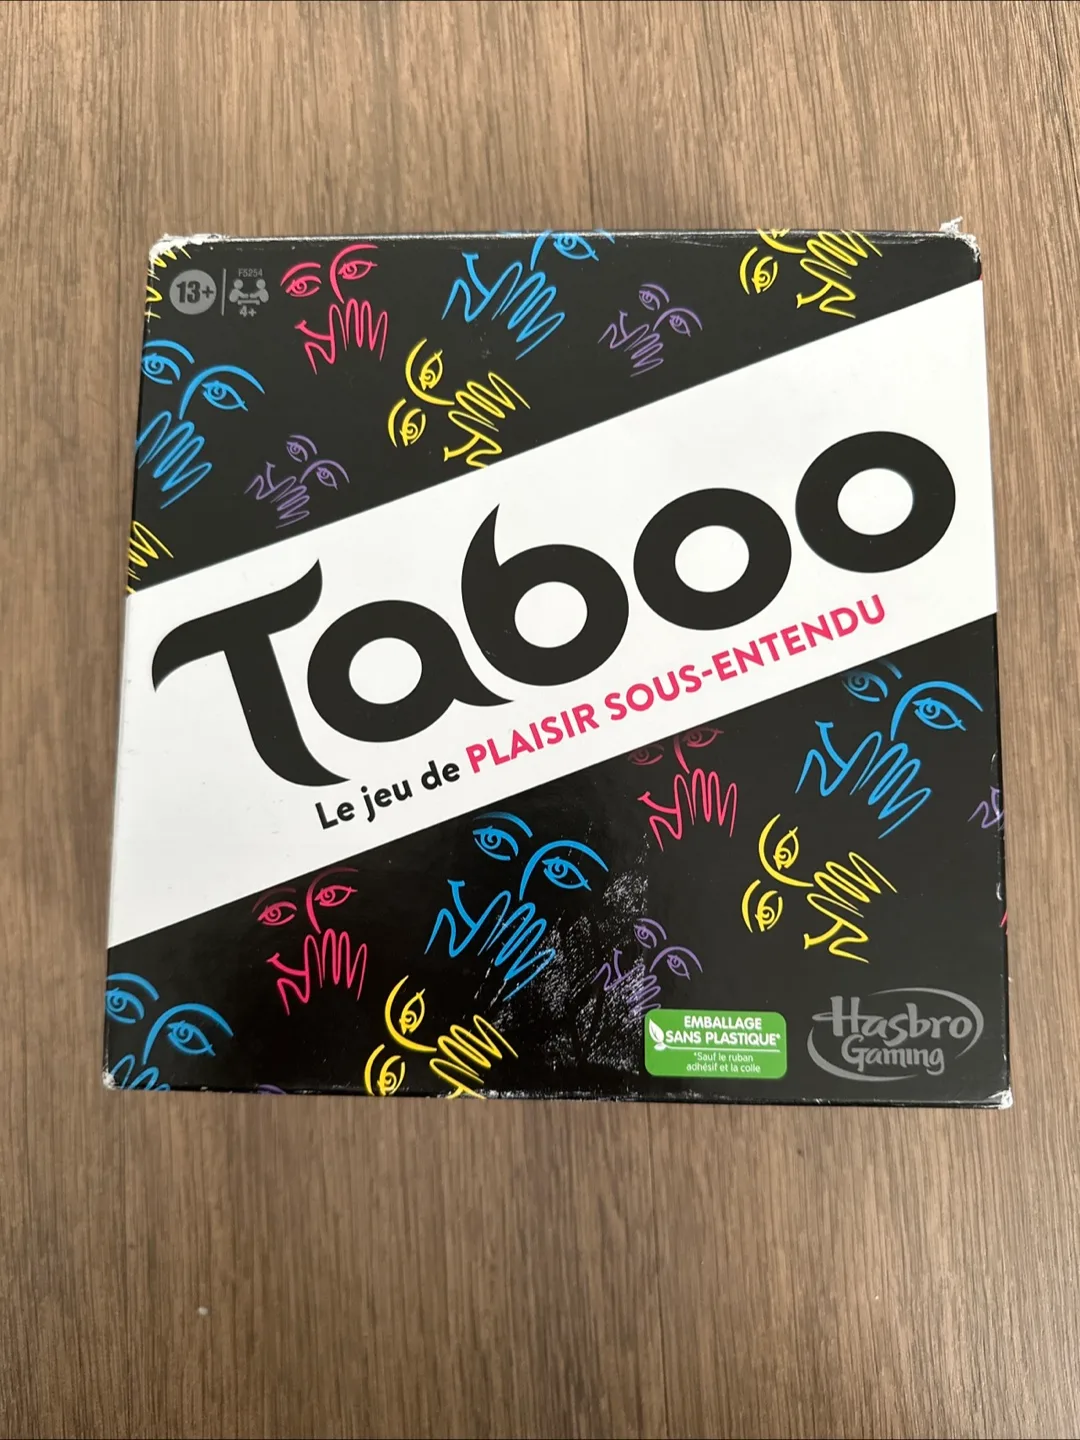 13+
F5254
4+
Taboo
Le jeu de PLAISIR SOUS-ENTENDU
EMBALLAGE
SANS PLASTIQUE*
*Sauf le ruban
adhésif et la colle
Hasbro
Gaming